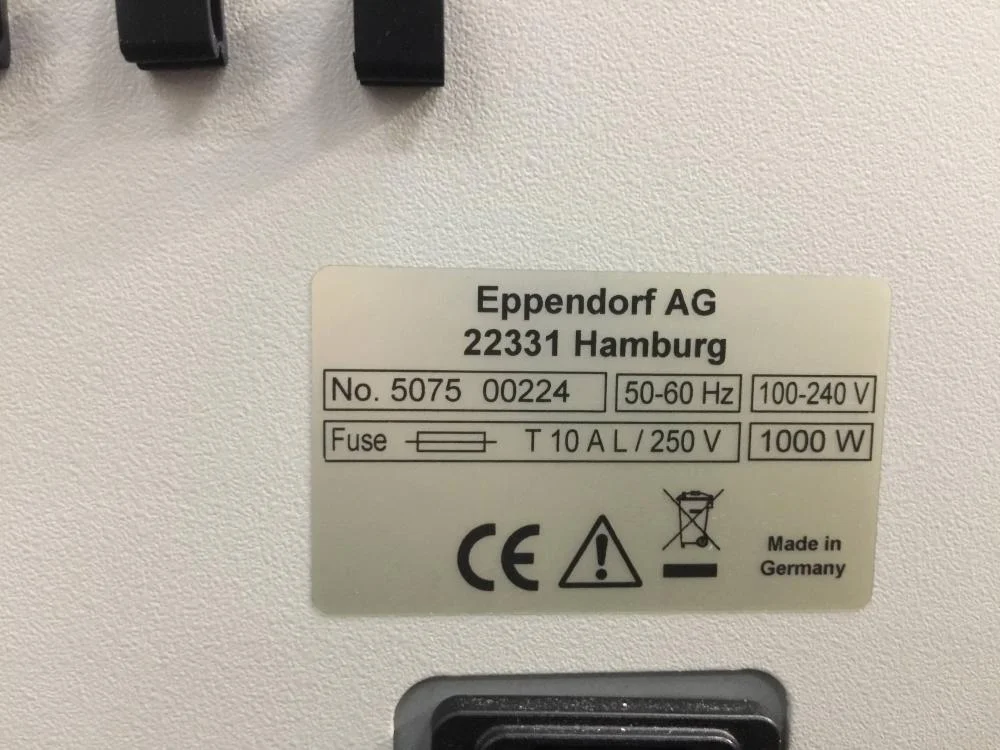 Eppendorf AG
22331 Hamburg
No. 5075 00224 50-60 Hz 100-240 V
Fuse T 10 A L / 250 V 1000 W
CE
Made in
Germany